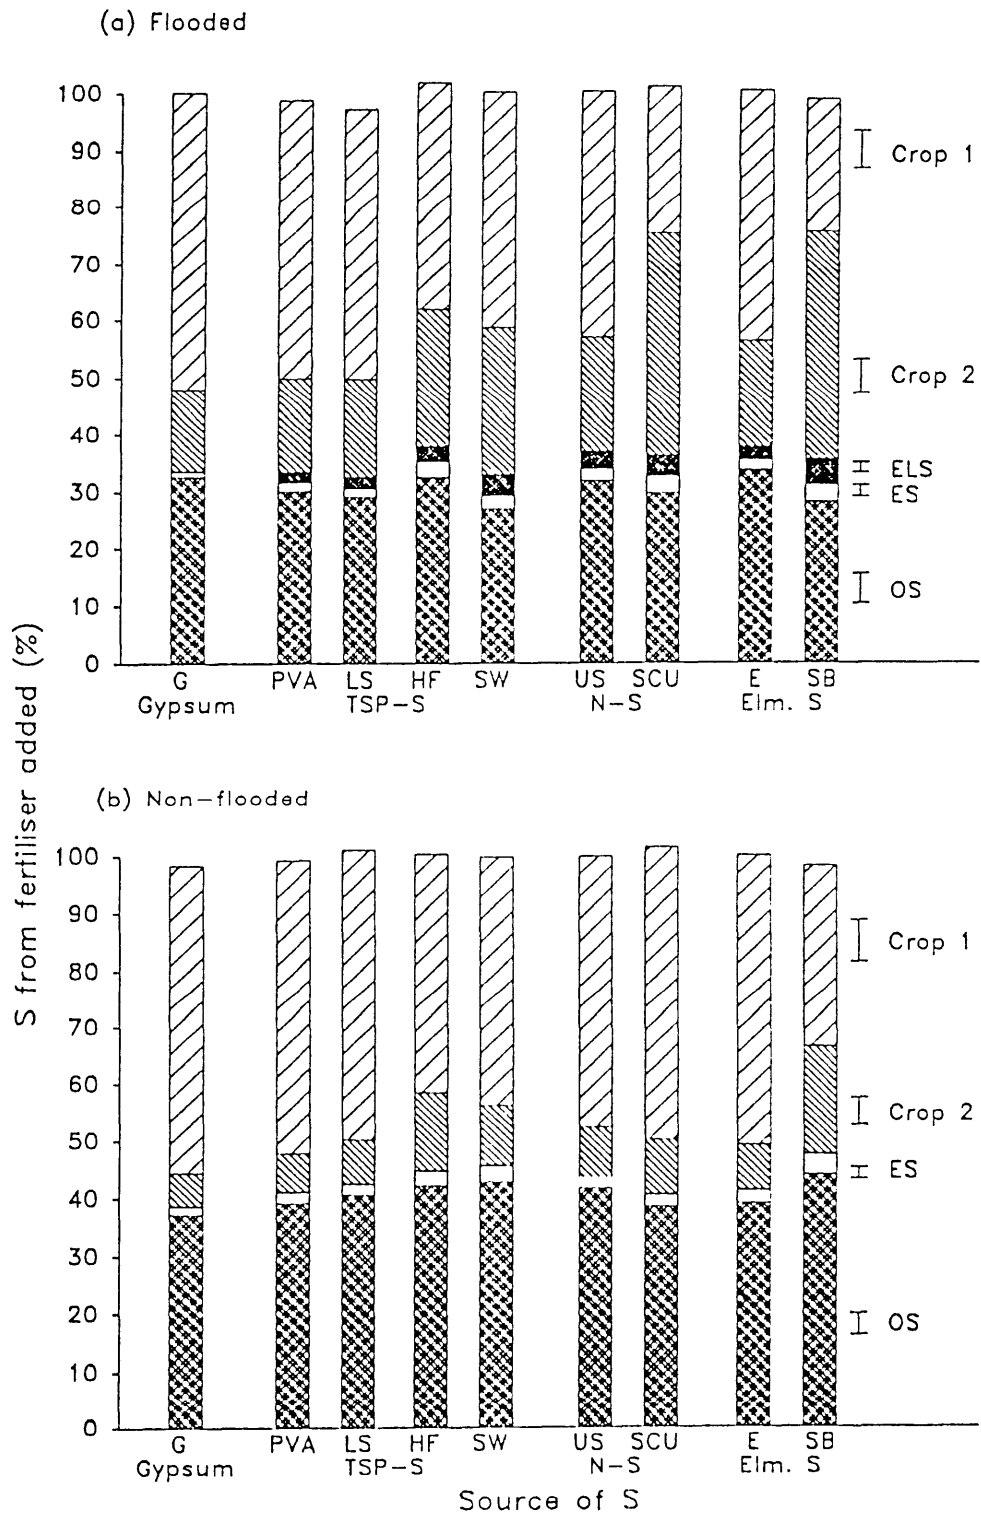 (a) Flooded
100
90
80
70
60
50
40
30
20
10
0
Crop 1
Crop 2
ELS
ES
OS
G PVA LS HF SW US SCU E SB
Gypsum TSP-S N-S Elm. S
S from fertiliser added (%)
(b) Non-flooded
100
90
80
70
60
50
40
30
20
10
0
Crop 1
Crop 2
ES
OS
G PVA LS HF SW US SCU E SB
Gypsum TSP-S N-S Elm. S
Source of S